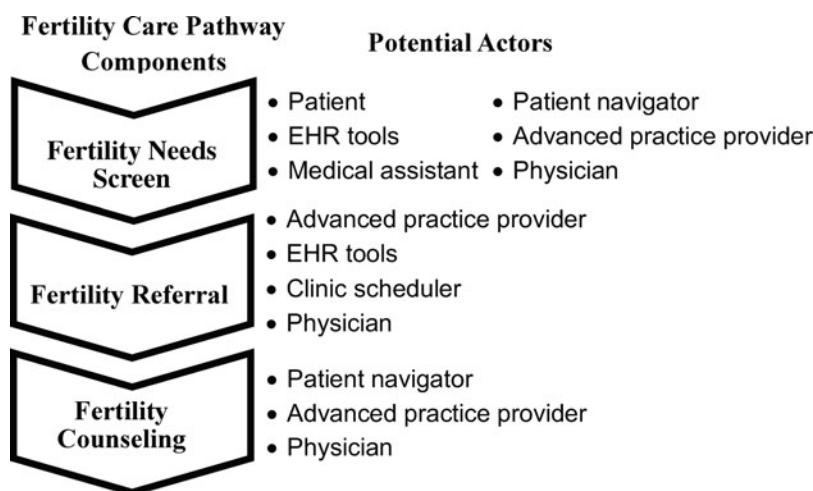 Fertility Care Pathway
Components
Potential Actors
Fertility Needs
Screen
• Patient
• EHR tools
• Medical assistant
• Patient navigator
• Advanced practice provider
• Physician
Fertility Referral
• Advanced practice provider
• EHR tools
• Clinic scheduler
• Physician
Fertility
Counseling
• Patient navigator
• Advanced practice provider
• Physician